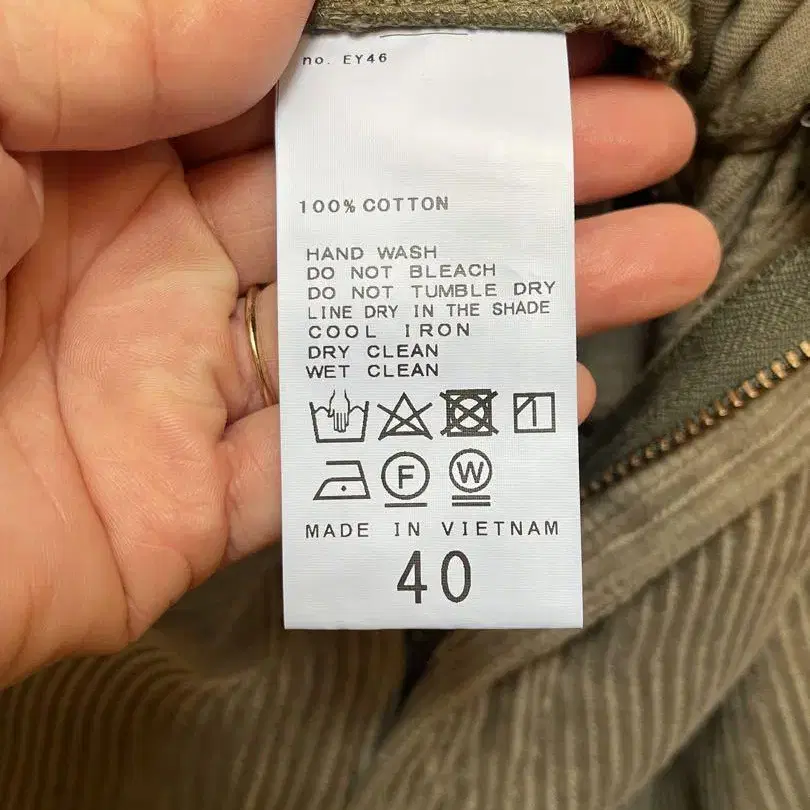 no. EY46
100% COTTON
HAND WASH
DO NOT BLEACH
DO NOT TUMBLE DRY
LINE DRY IN THE SHADE
COOL IRON
DRY CLEAN
WET CLEAN
F W
MADE IN VIETNAM
40